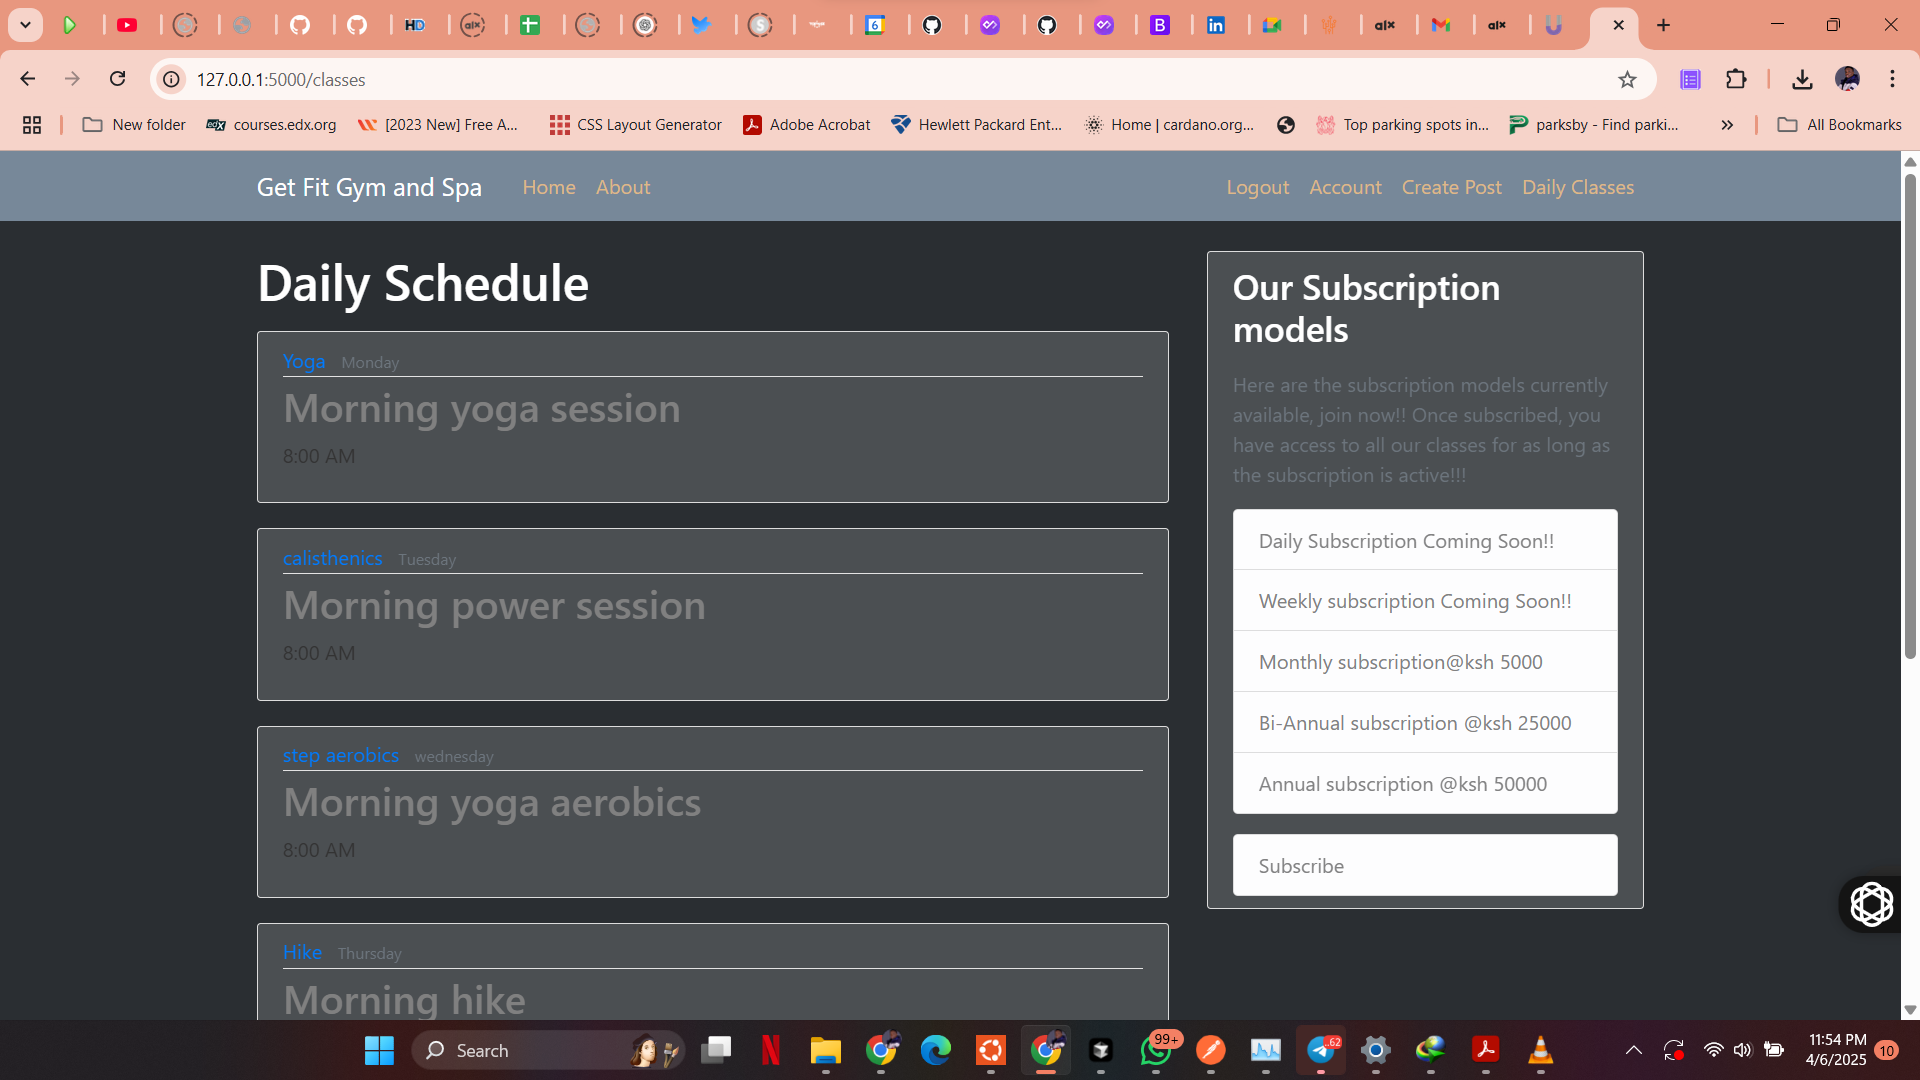 127.0.0.1:5000/classes
New folder
courses.edx.org
[2023 New] Free A...
CSS Layout Generator
Adobe Acrobat
Hewlett Packard Ent...
Home | cardano.org...
Top parking spots in...
parksby - Find parki...
All Bookmarks
Get Fit Gym and Spa
Home
About
Logout
Account
Create Post
Daily Classes
Daily Schedule
Yoga Monday
Morning yoga session
8:00 AM
calisthenics Tuesday
Morning power session
8:00 AM
step aerobics wednesday
Morning yoga aerobics
8:00 AM
Hike Thursday
Morning hike
Our Subscription
models
Here are the subscription models currently
available, join now!! Once subscribed, you
have access to all our classes for as long as
the subscription is active!!!
Daily Subscription Coming Soon!!
Weekly subscription Coming Soon!!
Monthly subscription@ksh 5000
Bi-Annual subscription @ksh 25000
Annual subscription @ksh 50000
Subscribe
Search
99+
62
11:54 PM
4/6/2025
10